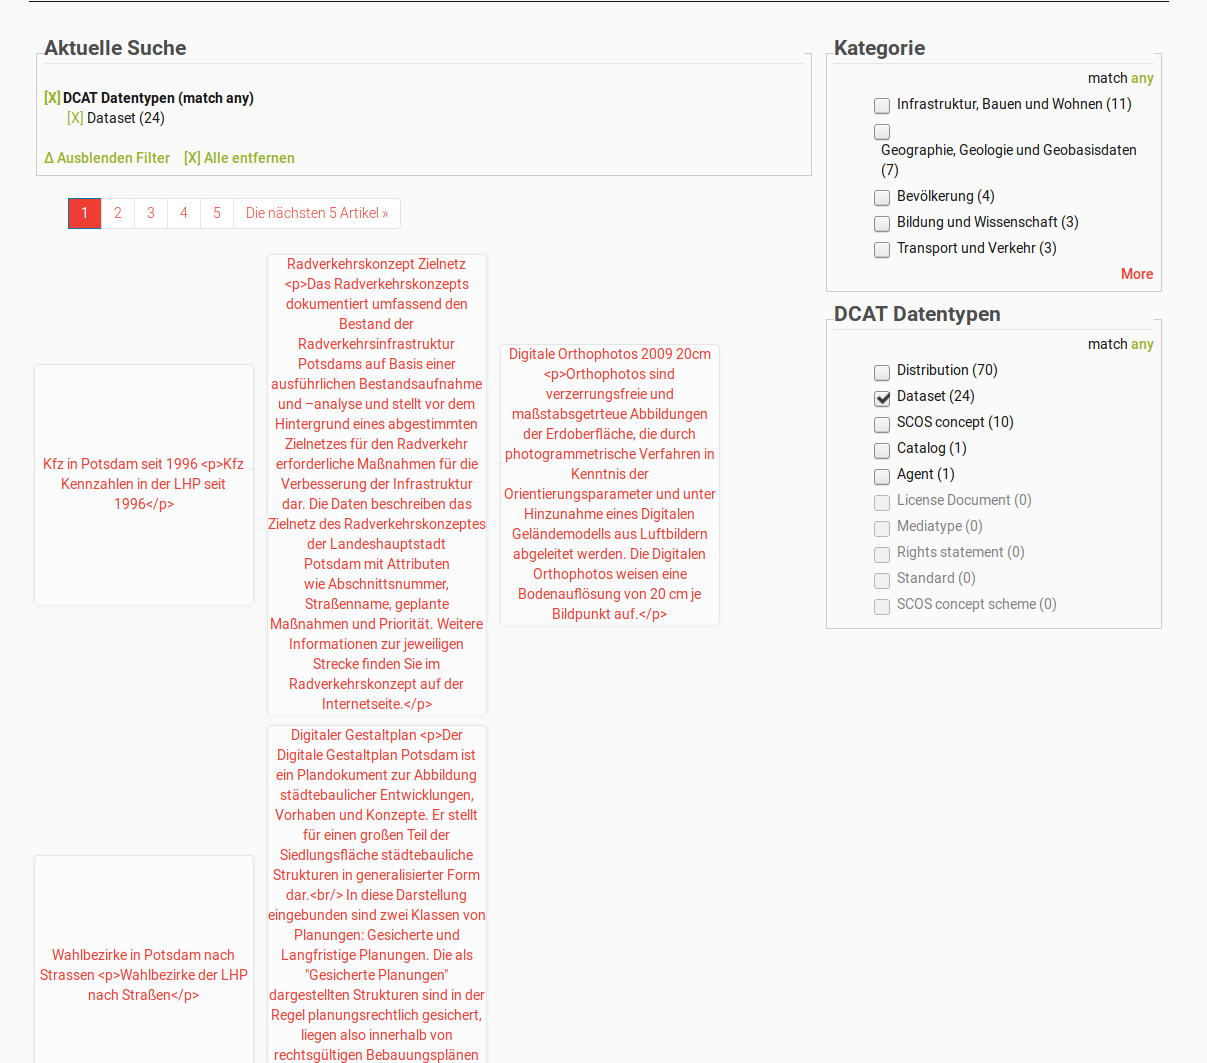 Aktuelle Suche
[X] DCAT Datentypen (match any)
[X] Dataset (24)
Δ Ausblenden Filter [X] Alle entfernen
1 2 3 4 5 Die nächsten 5 Artikel »
Kfz in Potsdam seit 1996 <p>Kfz
Kennzahlen in der LHP seit
1996</p>
Radverkehrskonzept Zielnetz
<p>Das Radverkehrskonzepts
dokumentiert umfassend den
Bestand der
Radverkehrsinfrastruktur
Potsdams auf Basis einer
ausführlichen Bestandsaufnahme
und –analyse und stellt vor dem
Hintergrund eines abgestimmten
Zielnetzes für den Radverkehr
erforderliche Maßnahmen für die
Verbesserung der Infrastruktur
dar. Die Daten beschreiben das
Zielnetz des Radverkehrskonzeptes
der Landeshauptstadt
Potsdam mit Attributen
wie Abschnittsnummer,
Straßenname, geplante
Maßnahmen und Priorität. Weitere
Informationen zur jeweiligen
Strecke finden Sie im
Radverkehrskonzept auf der
Internetseite.</p>
Digitale Orthophotos 2009 20cm
<p>Orthophotos sind
verzerrungsfreie und
maßstabsgetrteue Abbildungen
der Erdoberfläche, die durch
photogrammetrische Verfahren in
Kenntnis der
Orientierungsparameter und unter
Hinzunahme eines Digitalen
Geländemodells aus Luftbildern
abgeleitet werden. Die Digitalen
Orthophotos weisen eine
Bodenauflösung von 20 cm je
Bildpunkt auf.</p>
Wahlbezirke in Potsdam nach
Strassen <p>Wahlbezirke der LHP
nach Straßen</p>
Digitaler Gestaltplan <p>Der
Digitale Gestaltplan Potsdam ist
ein Plandokument zur Abbildung
städtebaulicher Entwicklungen,
Vorhaben und Konzepte. Er stellt
für einen großen Teil der
Siedlungsfläche städtebauliche
Strukturen in generalisierter Form
dar.<br/> In diese Darstellung
eingebunden sind zwei Klassen von
Planungen: Gesicherte und
Langfristige Planungen. Die als
"Gesicherte Planungen"
dargestellten Strukturen sind in der
Regel planungsrechtlich gesichert,
liegen also innerhalb von
rechtsgültigen Bebauungsplänen
Kategorie
match any
Infrastruktur, Bauen und Wohnen (11)
Geographie, Geologie und Geobasisdaten
(7)
Bevölkerung (4)
Bildung und Wissenschaft (3)
Transport und Verkehr (3)
More
DCAT Datentypen
match any
Distribution (70)
Dataset (24)
SCOS concept (10)
Catalog (1)
Agent (1)
License Document (0)
Mediatype (0)
Rights statement (0)
Standard (0)
SCOS concept scheme (0)